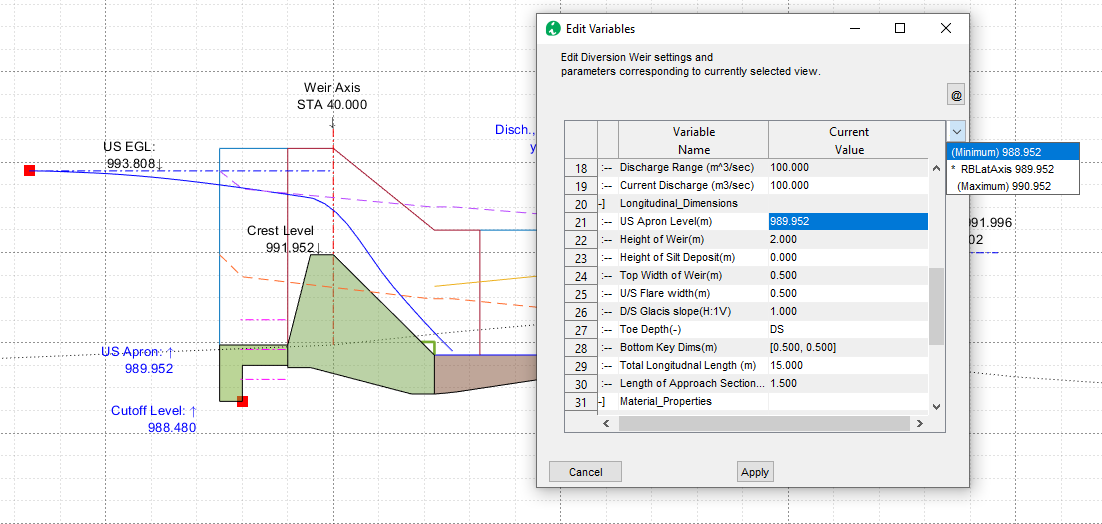 Weir Axis
STA 40.000
US EGL:
993.808↓
Disch.,
y
Crest Level
991.952↓
US Apron: ↑
989.952
Cutoff Level: ↑
988.480
91.996
02
Edit Variables
Edit Diversion Weir settings and
parameters corresponding to currently selected view.
@
Variable Name
Current Value
18 :-- Discharge Range (m^3/sec) 100.000
19 :-- Current Discharge (m3/sec) 100.000
20 -] Longitudinal_Dimensions
21 :-- US Apron Level(m) 989.952
22 :-- Height of Weir(m) 2.000
23 :-- Height of Silt Deposit(m) 0.000
24 :-- Top Width of Weir(m) 0.500
25 :-- U/S Flare width(m) 0.500
26 :-- D/S Glacis slope(H:1V) 1.000
27 :-- Toe Depth(-) DS
28 :-- Bottom Key Dims(m) [0.500, 0.500]
29 :-- Total Longitudnal Length (m) 15.000
30 :-- Length of Approach Section... 1.500
31 -] Material_Properties
(Minimum) 988.952
* RBLatAxis 989.952
(Maximum) 990.952
Cancel
Apply